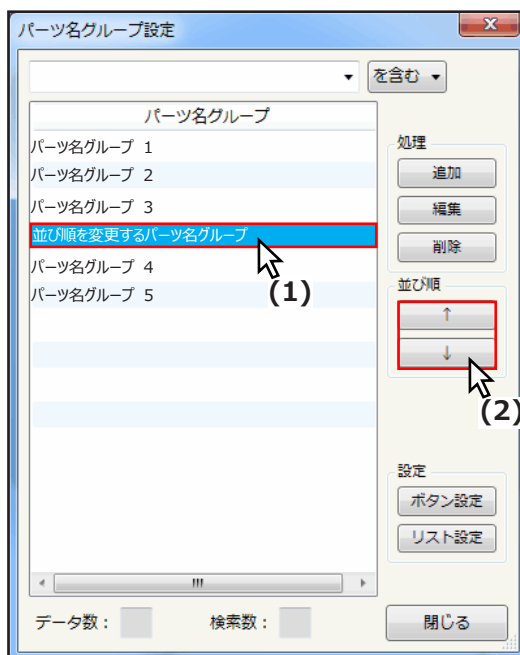 パーツ名グループ設定
を含む
パーツ名グループ
パーツ名グループ 1
パーツ名グループ 2
パーツ名グループ 3
並び順を変更するパーツ名グループ
(1)
パーツ名グループ 4
パーツ名グループ 5
処理
追加
編集
削除
並び順
↑
↓
(2)
設定
ボタン設定
リスト設定
データ数：
検索数：
閉じる